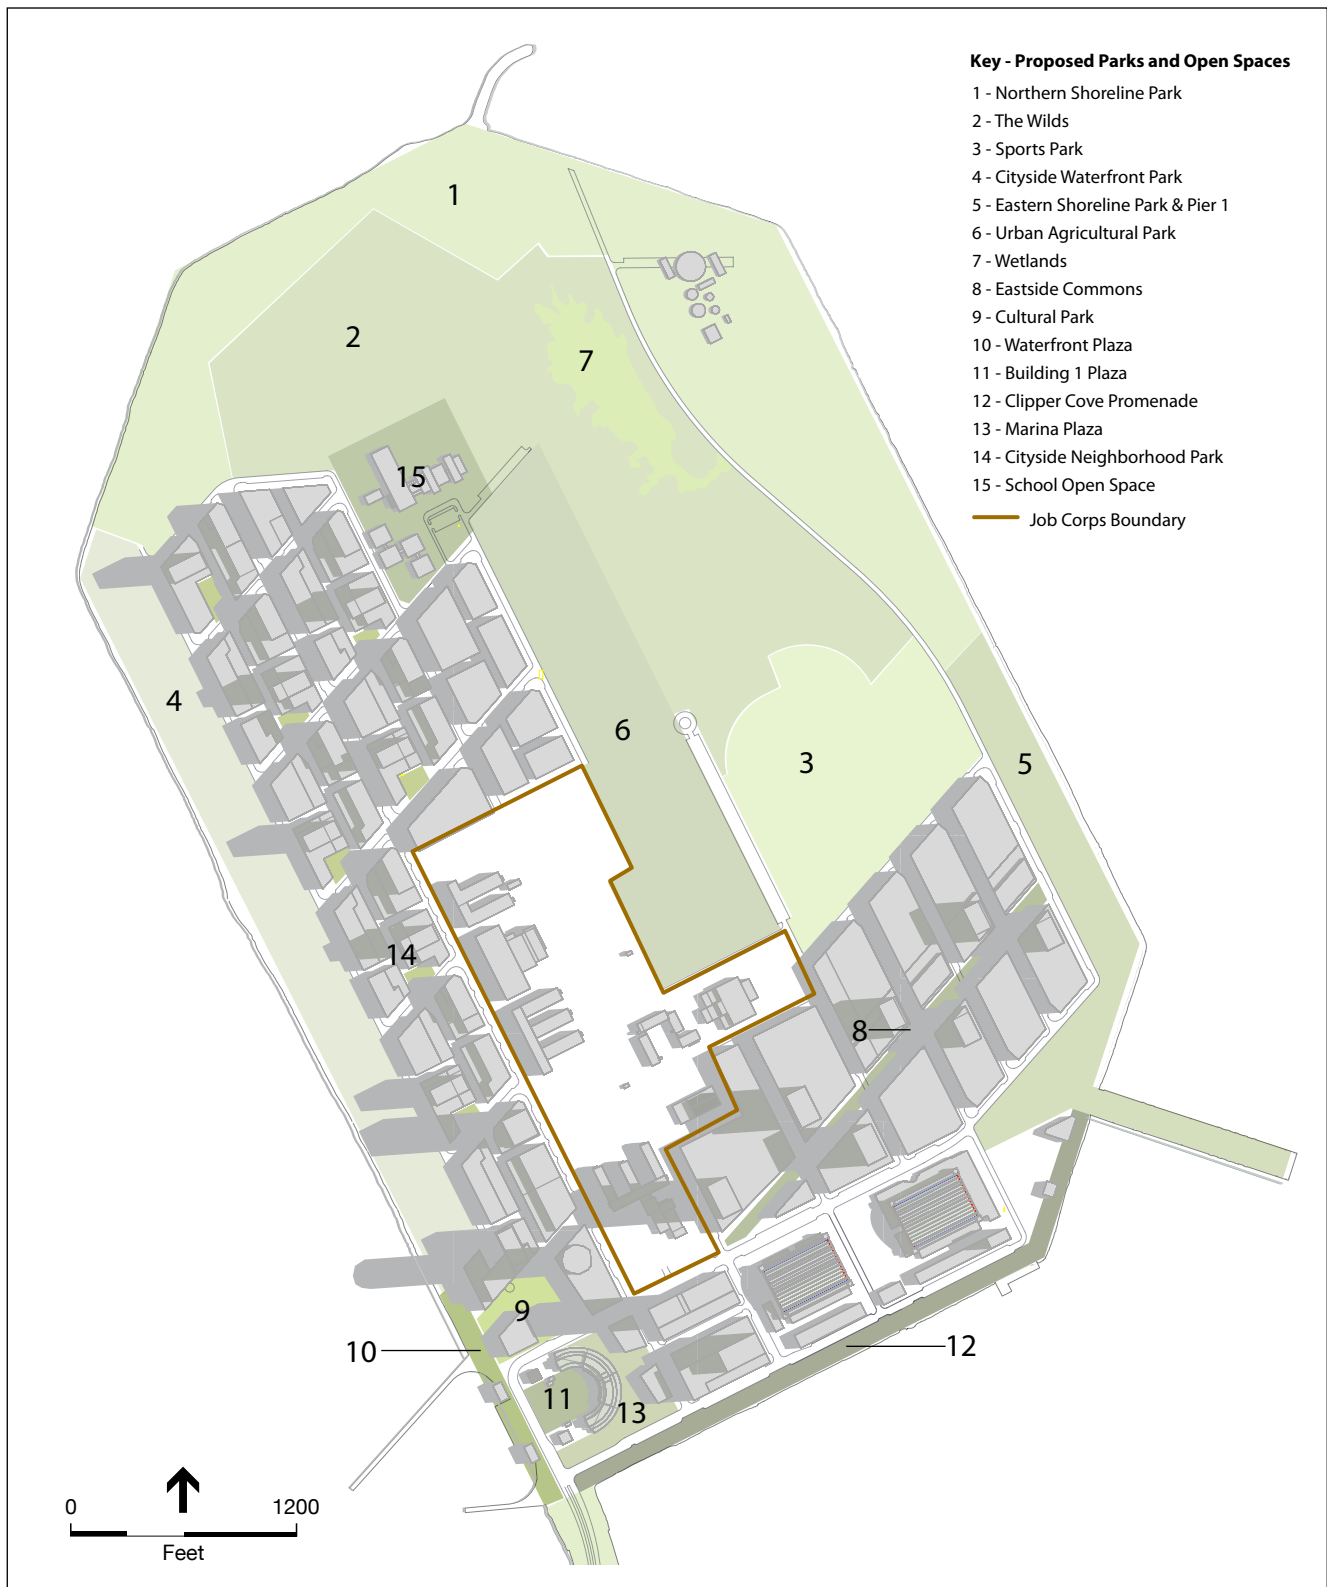 Key - Proposed Parks and Open Spaces
1 - Northern Shoreline Park
2 - The Wilds
3 - Sports Park
4 - Cityside Waterfront Park
5 - Eastern Shoreline Park & Pier 1
6 - Urban Agricultural Park
7 - Wetlands
8 - Eastside Commons
9 - Cultural Park
10 - Waterfront Plaza
11 - Building 1 Plaza
12 - Clipper Cove Promenade
13 - Marina Plaza
14 - Cityside Neighborhood Park
15 - School Open Space
Job Corps Boundary
1
2
7
15
4
6
3
5
14
8
9
10
12
11
13
0 1200
Feet